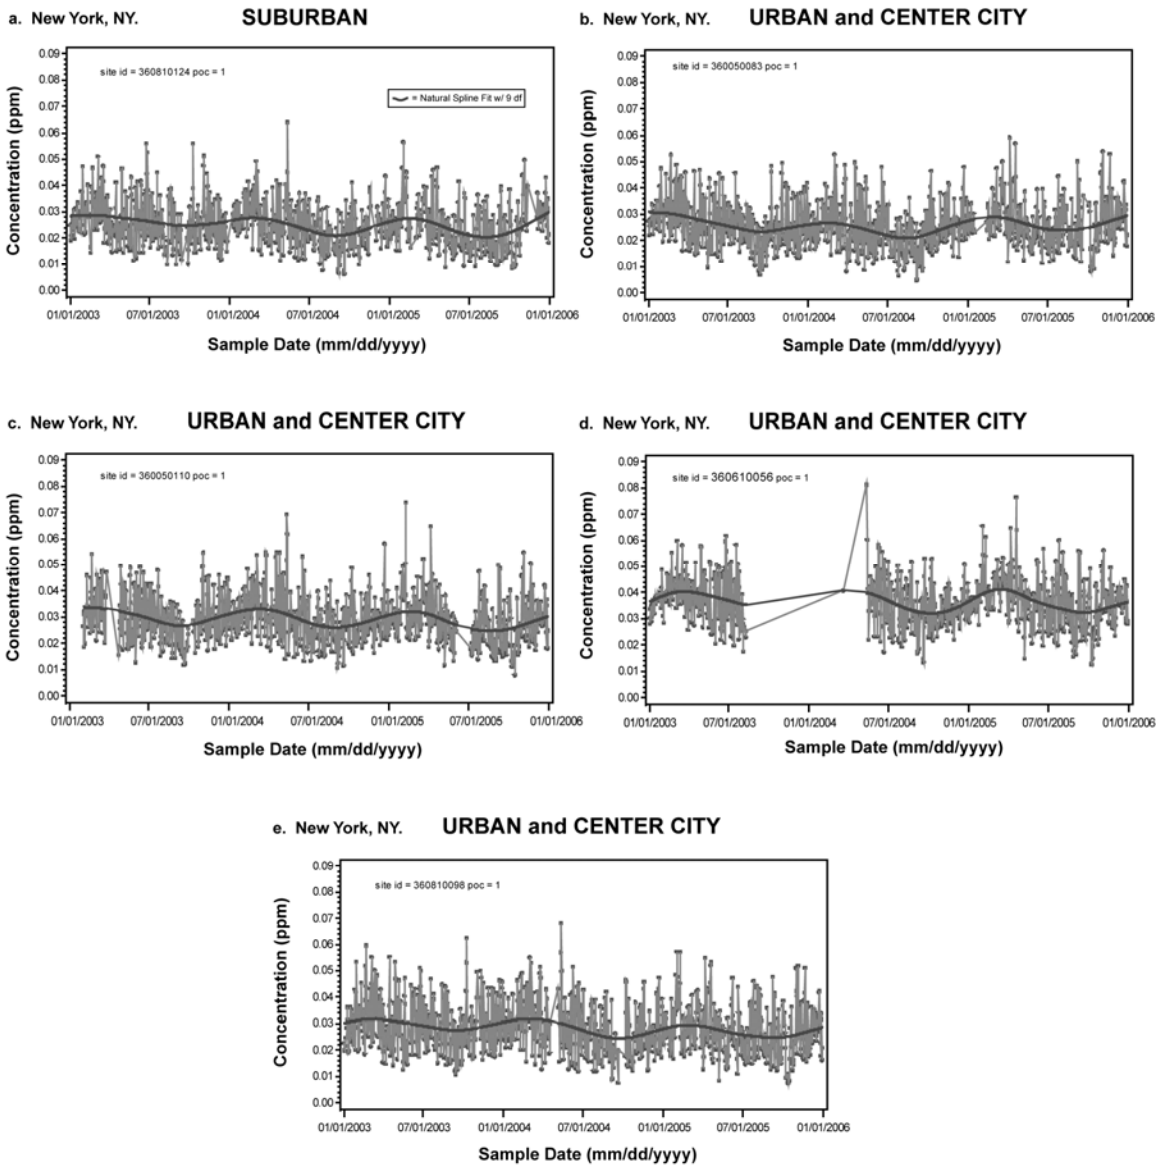 a. New York, NY. SUBURBAN
Concentration (ppm)
0.09
0.08
0.07
0.06
0.05
0.04
0.03
0.02
0.01
0.00
site id = 360810124 poc = 1
= Natural Spline Fit w/ 9 df
01/01/2003 07/01/2003 01/01/2004 07/01/2004 01/01/2005 07/01/2005 01/01/2006
Sample Date (mm/dd/yyyy)
b. New York, NY. URBAN and CENTER CITY
Concentration (ppm)
0.09
0.08
0.07
0.06
0.05
0.04
0.03
0.02
0.01
0.00
site id = 360050083 poc = 1
01/01/2003 07/01/2003 01/01/2004 07/01/2004 01/01/2005 07/01/2005 01/01/2006
Sample Date (mm/dd/yyyy)
c. New York, NY. URBAN and CENTER CITY
Concentration (ppm)
0.09
0.08
0.07
0.06
0.05
0.04
0.03
0.02
0.01
0.00
site id = 360050110 poc = 1
01/01/2003 07/01/2003 01/01/2004 07/01/2004 01/01/2005 07/01/2005 01/01/2006
Sample Date (mm/dd/yyyy)
d. New York, NY. URBAN and CENTER CITY
Concentration (ppm)
0.09
0.08
0.07
0.06
0.05
0.04
0.03
0.02
0.01
0.00
site id = 360610056 poc = 1
01/01/2003 07/01/2003 01/01/2004 07/01/2004 01/01/2005 07/01/2005 01/01/2006
Sample Date (mm/dd/yyyy)
e. New York, NY. URBAN and CENTER CITY
Concentration (ppm)
0.09
0.08
0.07
0.06
0.05
0.04
0.03
0.02
0.01
0.00
site id = 360810098 poc = 1
01/01/2003 07/01/2003 01/01/2004 07/01/2004 01/01/2005 07/01/2005 01/01/2006
Sample Date (mm/dd/yyyy)